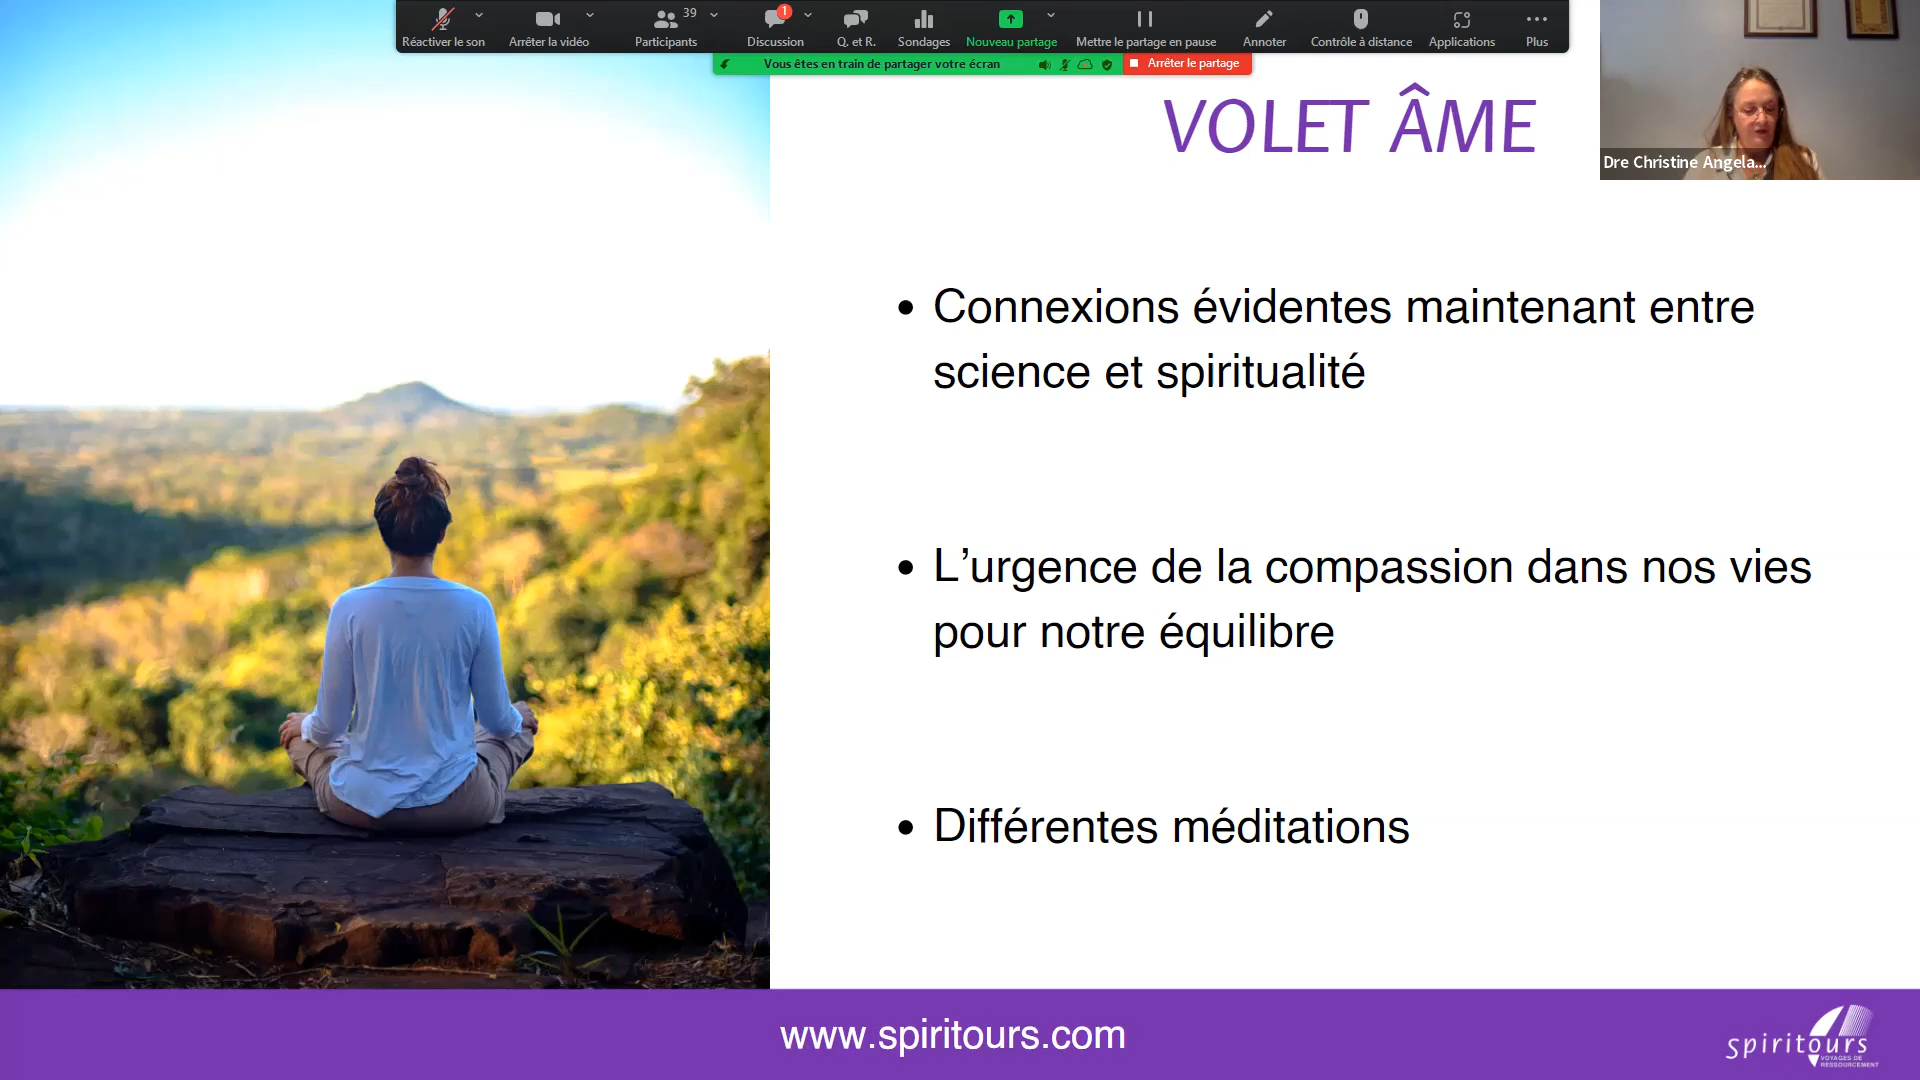 Réactiver le son
Arrêter la vidéo
39
Participants
1
Discussion
Q. et R.
Sondages
Nouveau partage
Mettre le partage en pause
Annoter
Contrôle à distance
Applications
Plus
Vous êtes en train de partager votre écran
Arrêter le partage
VOLET ÂME
Dre Christine Angela...
• Connexions évidentes maintenant entre
science et spiritualité
• L’urgence de la compassion dans nos vies
pour notre équilibre
• Différentes méditations
www.spiritours.com
spiritours
VOYAGES DE
RESSOURCEMENT